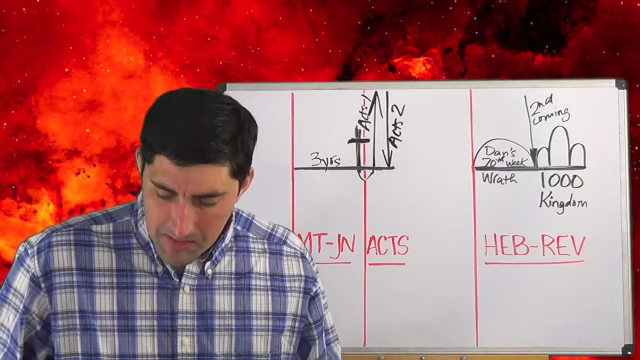 3yrs
Acts 1
Acts 2
2nd
coming
Dan's
70th week
Wrath
1000
Kingdom
MT-JN
ACTS
HEB-REV